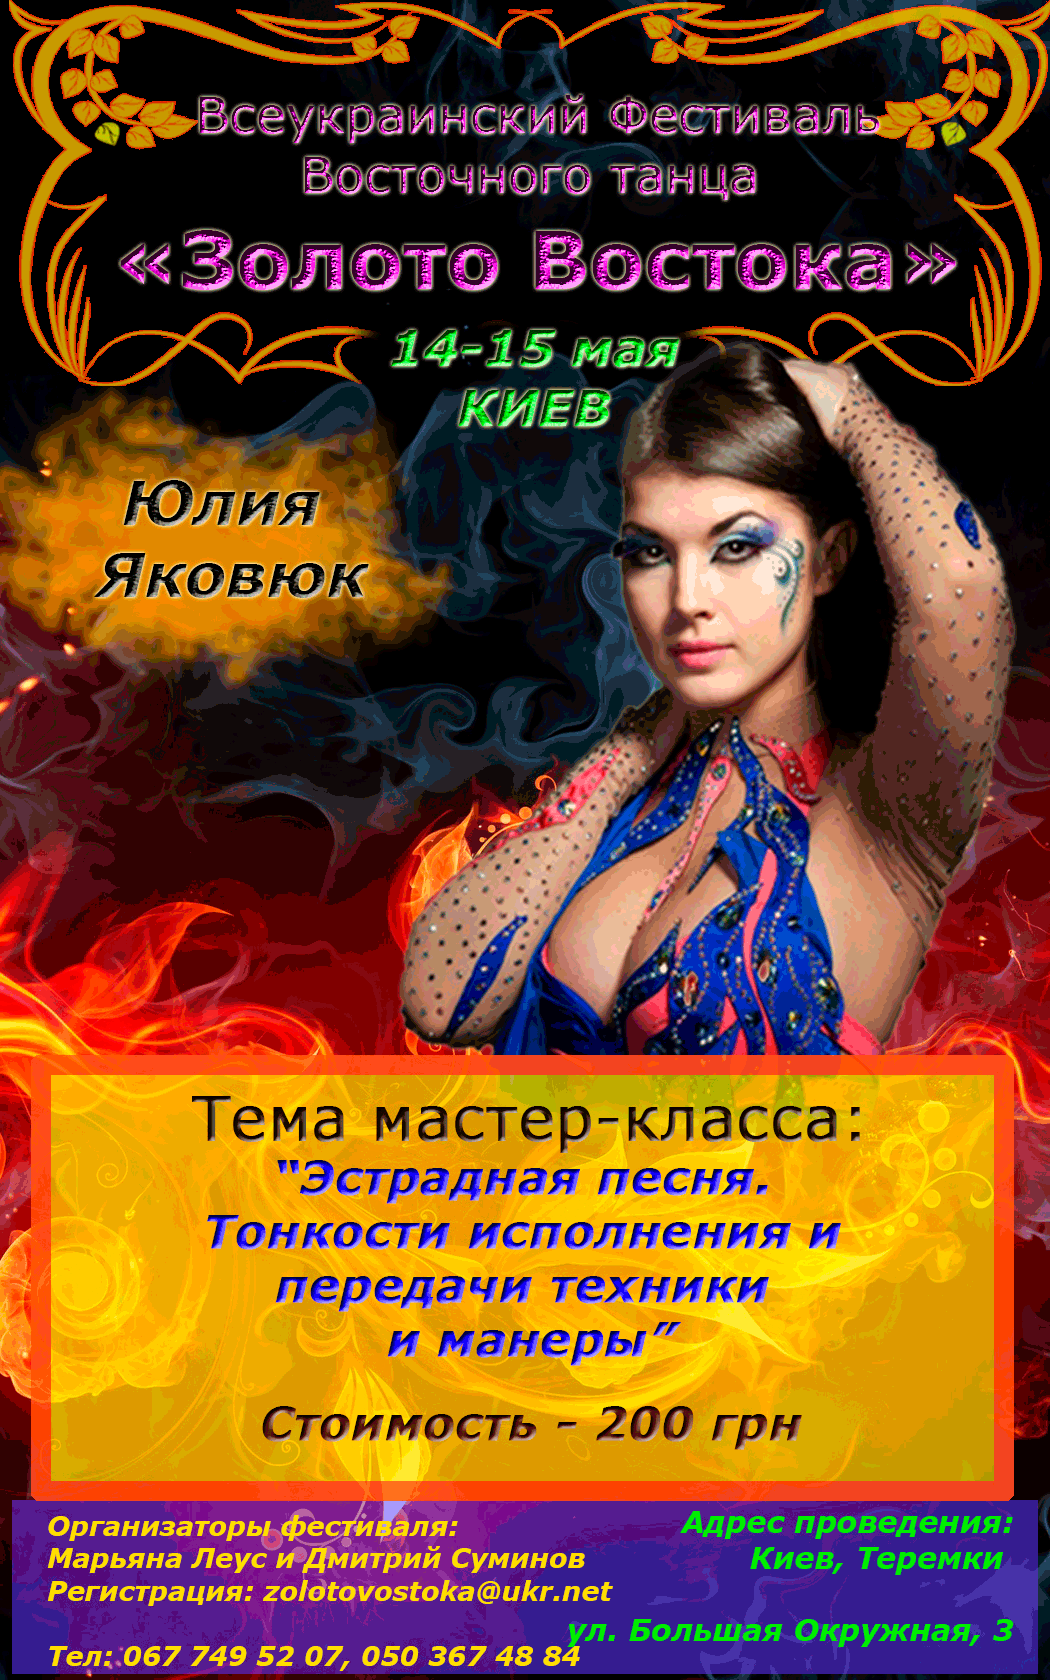 Всеукраинский Фестиваль
Восточного танца
«Золото Востока»
14-15 мая
КИЕВ
Юлия
Яковюк
Тема мастер-класса:
“Эстрадная песня.
Тонкости исполнения и
передачи техники
и манеры”
Стоимость - 200 грн
Организаторы фестиваля:
Марьяна Леус и Дмитрий Суминов
Регистрация: zolotovostoka@ukr.net
Тел: 067 749 52 07, 050 367 48 84
Адрес проведения:
Киев, Теремки
ул. Большая Окружная, 3